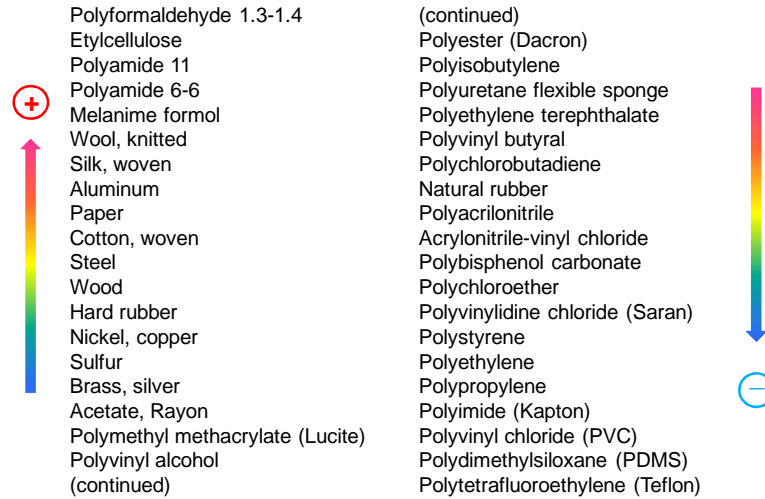 Polyformaldehyde 1.3-1.4
Etylcellulose
Polyamide 11
Polyamide 6-6
Melanime formol
Wool, knitted
Silk, woven
Aluminum
Paper
Cotton, woven
Steel
Wood
Hard rubber
Nickel, copper
Sulfur
Brass, silver
Acetate, Rayon
Polymethyl methacrylate (Lucite)
Polyvinyl alcohol
(continued)
+
(continued)
Polyester (Dacron)
Polyisobutylene
Polyuretane flexible sponge
Polyethylene terephthalate
Polyvinyl butyral
Polychlorobutadiene
Natural rubber
Polyacrilonitrile
Acrylonitrile-vinyl chloride
Polybisphenol carbonate
Polychloroether
Polyvinylidine chloride (Saran)
Polystyrene
Polyethylene
Polypropylene
Polyimide (Kapton)
Polyvinyl chloride (PVC)
Polydimethylsiloxane (PDMS)
Polytetrafluoroethylene (Teflon)
−